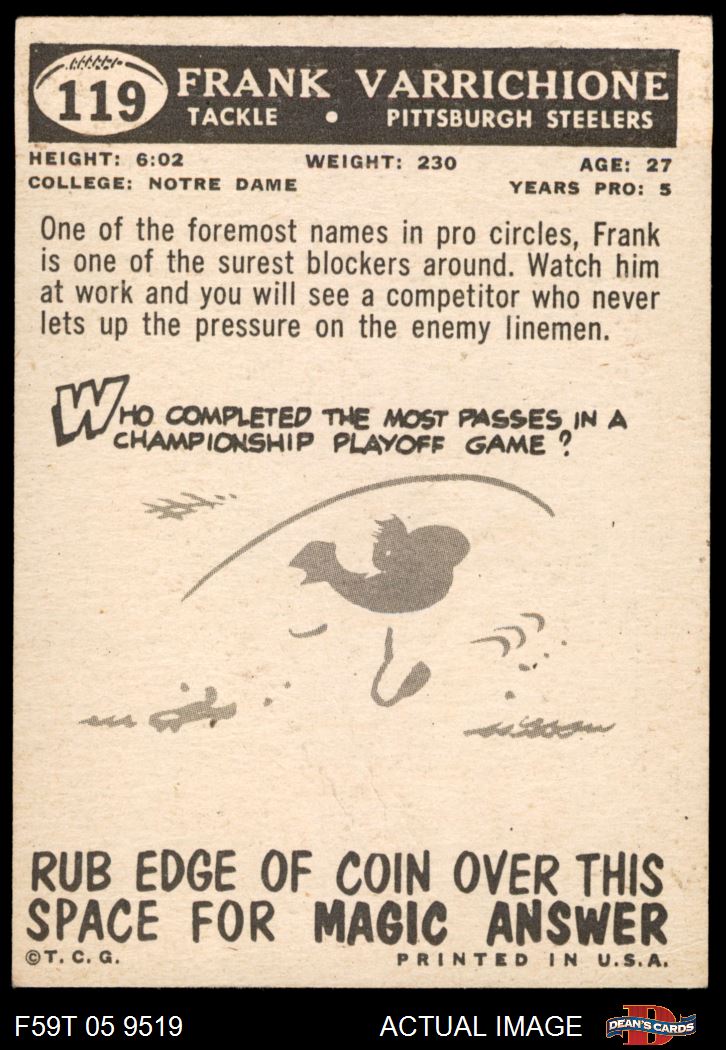 119
FRANK VARRICHIONE
TACKLE • PITTSBURGH STEELERS
HEIGHT: 6:02 WEIGHT: 230 AGE: 27
COLLEGE: NOTRE DAME YEARS PRO: 5
One of the foremost names in pro circles, Frank
is one of the surest blockers around. Watch him
at work and you will see a competitor who never
lets up the pressure on the enemy linemen.
WHO COMPLETED THE MOST PASSES IN A
CHAMPIONSHIP PLAYOFF GAME?
RUB EDGE OF COIN OVER THIS
SPACE FOR MAGIC ANSWER
©T. C. G. PRINTED IN U.S.A.
F59T 05 9519 ACTUAL IMAGE D DEAN'S CARDS